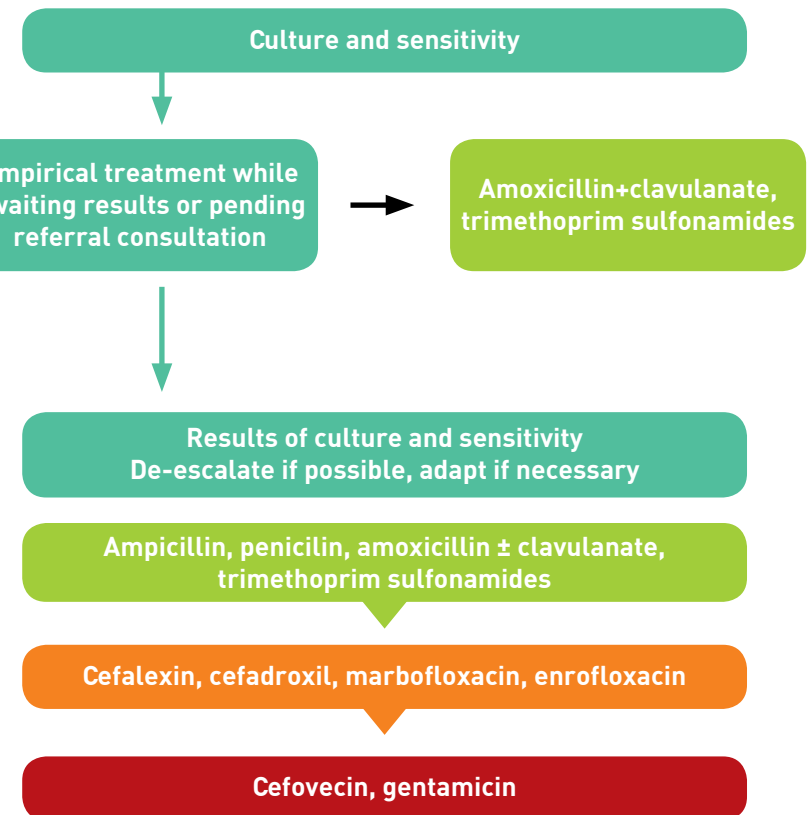 Culture and sensitivity
mpirical treatment while
waiting results or pending
referral consultation
Amoxicillin+clavulanate,
trimethoprim sulfonamides
Results of culture and sensitivity
De-escalate if possible, adapt if necessary
Ampicillin, penicilin, amoxicillin ± clavulanate,
trimethoprim sulfonamides
Cefalexin, cefadroxil, marbofloxacin, enrofloxacin
Cefovecin, gentamicin